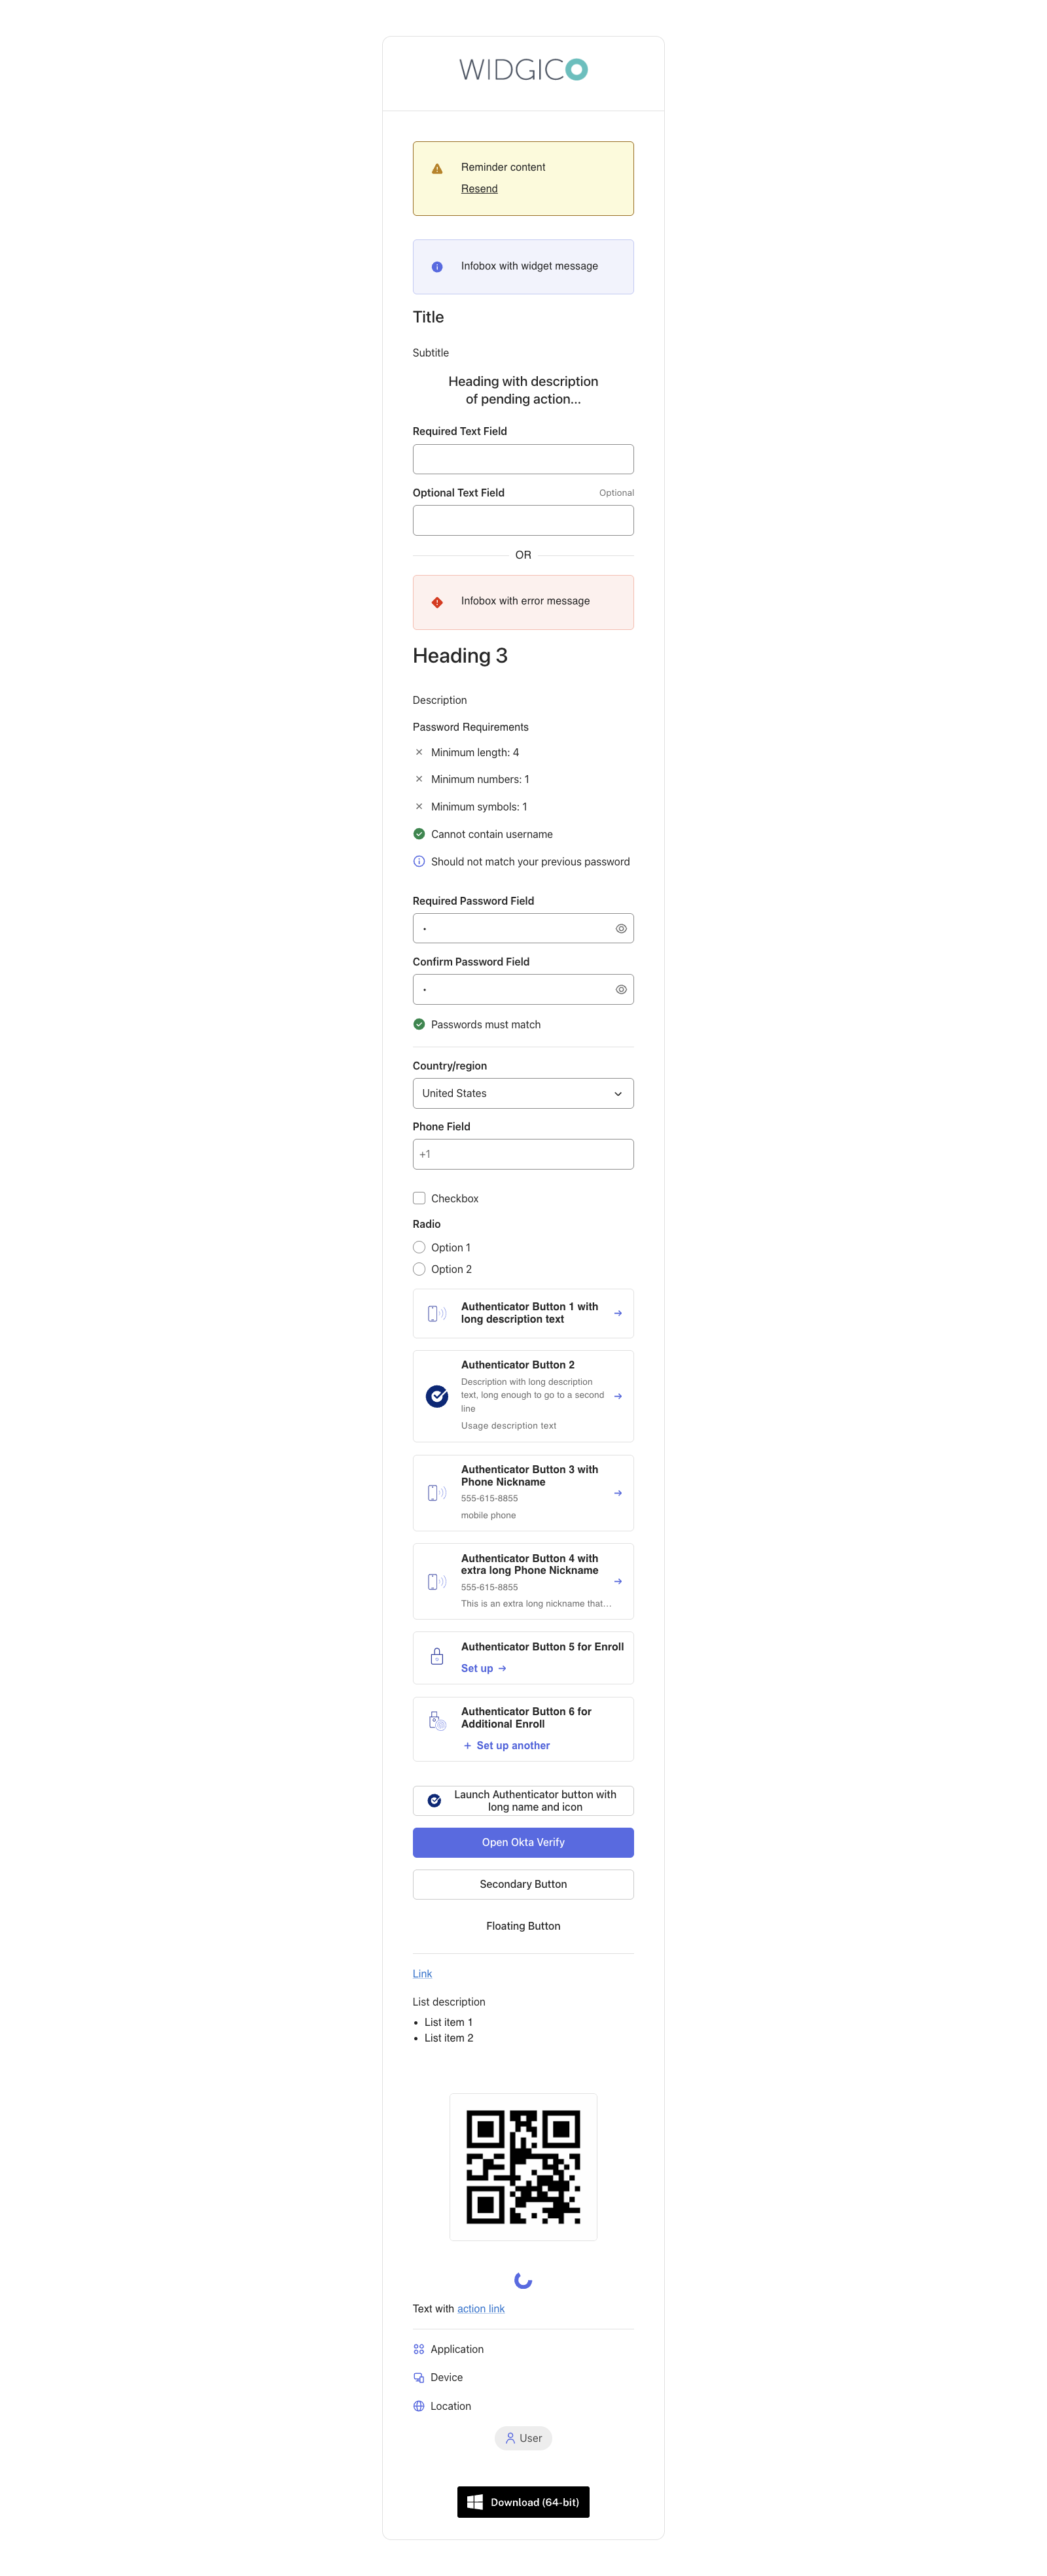 WIDGICO
Reminder content
Resend
Infobox with widget message
Title
Subtitle
Heading with description
of pending action...
Required Text Field
Optional Text Field Optional
OR
Infobox with error message
Heading 3
Description
Password Requirements
Minimum length: 4
Minimum numbers: 1
Minimum symbols: 1
Cannot contain username
Should not match your previous password
Required Password Field
•
Confirm Password Field
•
Passwords must match
Country/region
United States
Phone Field
+1
Checkbox
Radio
Option 1
Option 2
Authenticator Button 1 with
long description text
Authenticator Button 2
Description with long description
text, long enough to go to a second
line
Usage description text
Authenticator Button 3 with
Phone Nickname
555-615-8855
mobile phone
Authenticator Button 4 with
extra long Phone Nickname
555-615-8855
This is an extra long nickname that...
Authenticator Button 5 for Enroll
Set up
Authenticator Button 6 for
Additional Enroll
+ Set up another
Launch Authenticator button with
long name and icon
Open Okta Verify
Secondary Button
Floating Button
Link
List description
• List item 1
• List item 2
Text with action link
Application
Device
Location
User
Download (64-bit)